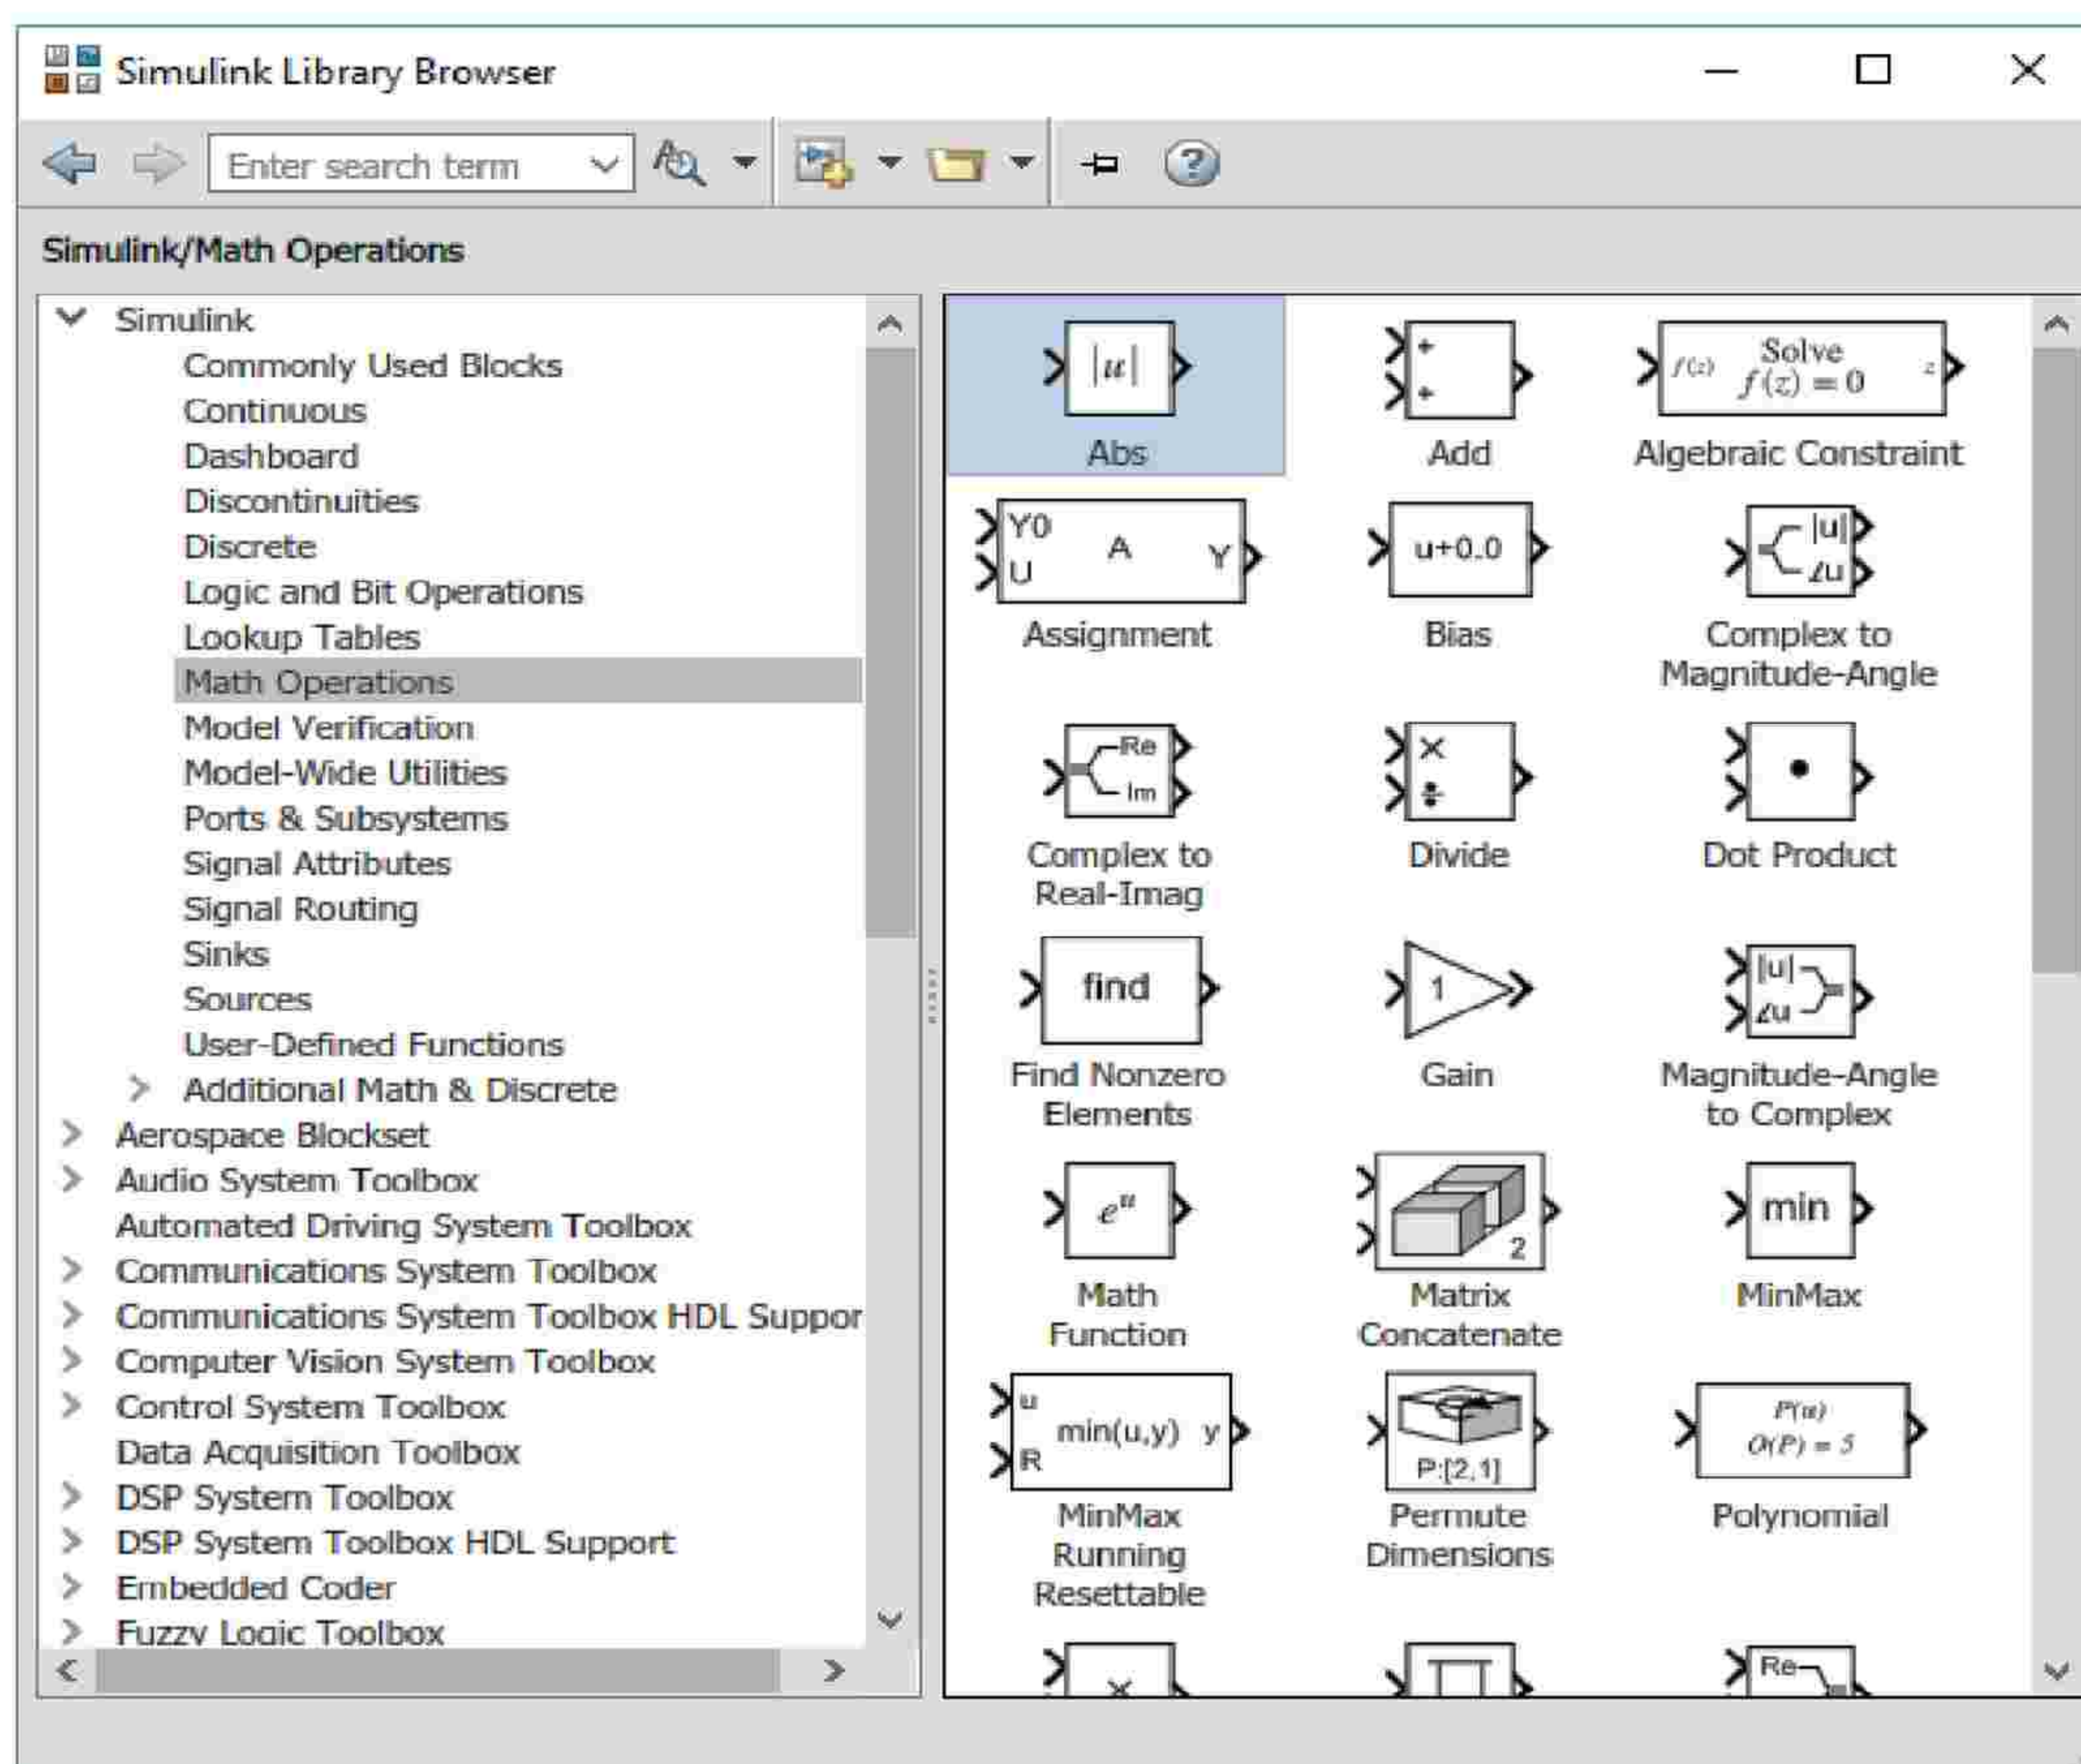 Simulink Library Browser
Enter search term
Simulink/Math Operations
Simulink
Commonly Used Blocks
Continuous
Dashboard
Discontinuities
Discrete
Logic and Bit Operations
Lookup Tables
Math Operations
Model Verification
Model-Wide Utilities
Ports & Subsystems
Signal Attributes
Signal Routing
Sinks
Sources
User-Defined Functions
Additional Math & Discrete
Aerospace Blockset
Audio System Toolbox
Automated Driving System Toolbox
Communications System Toolbox
Communications System Toolbox HDL Suppor
Computer Vision System Toolbox
Control System Toolbox
Data Acquisition Toolbox
DSP System Toolbox
DSP System Toolbox HDL Support
Embedded Coder
Fuzzy Logic Toolbox
|u|
Abs
+
+
Add
f(z) Solve z
f(z) = 0
Algebraic Constraint
Y0 A Y
U
Assignment
u+0.0
Bias
|u|
∠u
Complex to
Magnitude-Angle
Re
Im
Complex to
Real-Imag
×
÷
Divide
•
Dot Product
find
Find Nonzero
Elements
1
Gain
|u|
∠u
Magnitude-Angle
to Complex
e^u
Math
Function
2
Matrix
Concatenate
min
MinMax
u
min(u,y) y
R
MinMax
Running
Resettable
P:[2,1]
Permute
Dimensions
P(u)
O(P) = 5
Polynomial
×
Re